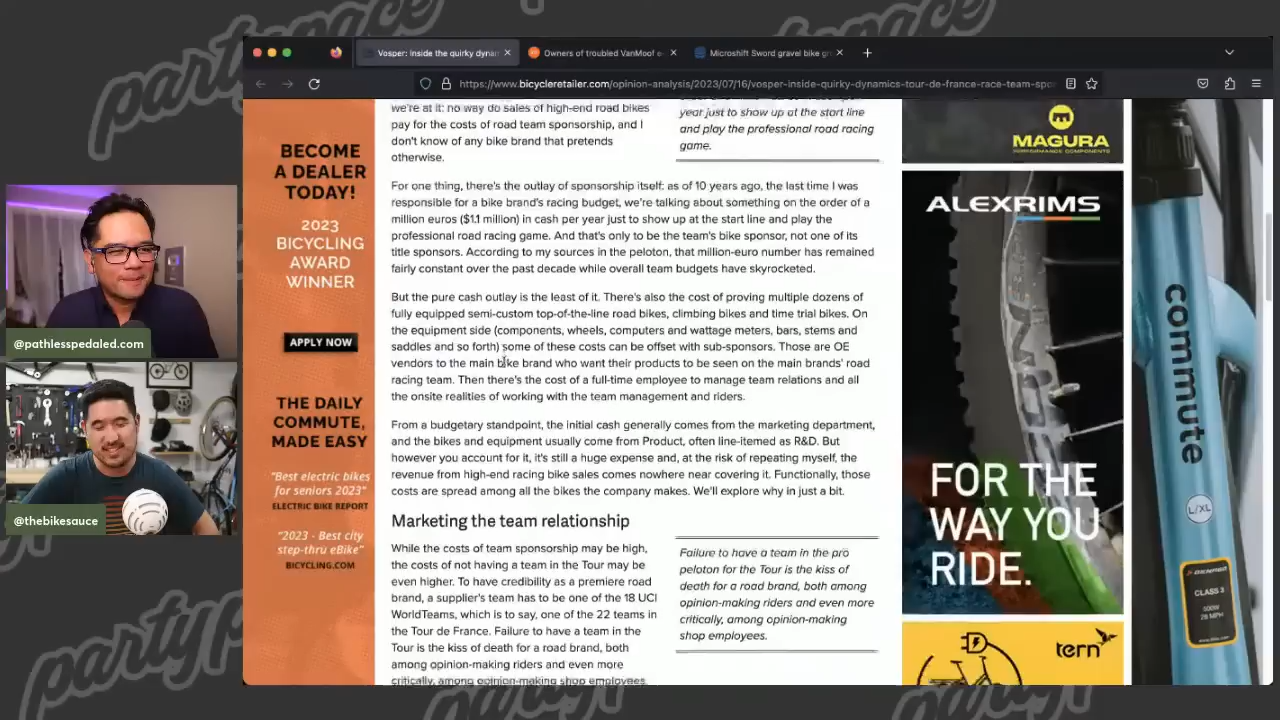 partypace
Vosper: Inside the quirky dynam
Owners of troubled VanMoof e-
Microshift Sword gravel bike gr
https://www.bicycleretailer.com/opinion-analysis/2023/07/16/vosper-inside-quirky-dynamics-tour-de-france-race-team-spo
BECOME
A DEALER
TODAY!
2023
BICYCLING
AWARD
WINNER
APPLY NOW
THE DAILY
COMMUTE,
MADE EASY
"Best electric bikes
for seniors 2023"
ELECTRIC BIKE REPORT
"2023 - Best city
step-thru eBike"
BICYCLING.COM
@pathlesspedaled.com
@thebikesauce
we're at it: no way do sales of high-end road bikes
pay for the costs of road team sponsorship, and I
don't know of any bike brand that pretends
otherwise.
year just to show up at the start line
and play the professional road racing
game.
For one thing, there's the outlay of sponsorship itself: as of 10 years ago, the last time I was
responsible for a bike brand's racing budget, we're talking about something on the order of a
million euros ($1.1 million) in cash per year just to show up at the start line and play the
professional road racing game. And that's only to be the team's bike sponsor, not one of its
title sponsors. According to my sources in the peloton, that million-euro number has remained
fairly constant over the past decade while overall team budgets have skyrocketed.
But the pure cash outlay is the least of it. There's also the cost of proving multiple dozens of
fully equipped semi-custom top-of-the-line road bikes, climbing bikes and time trial bikes. On
the equipment side (components, wheels, computers and wattage meters, bars, stems and
saddles and so forth) some of these costs can be offset with sub-sponsors. Those are OE
vendors to the main bike brand who want their products to be seen on the main brands' road
racing team. Then there's the cost of a full-time employee to manage team relations and all
the onsite realities of working with the team management and riders.
From a budgetary standpoint, the initial cash generally comes from the marketing department,
and the bikes and equipment usually come from Product, often line-itemed as R&D. But
however you account for it, it's still a huge expense and, at the risk of repeating myself, the
revenue from high-end racing bike sales comes nowhere near covering it. Functionally, those
costs are spread among all the bikes the company makes. We'll explore why in just a bit.
Marketing the team relationship
While the costs of team sponsorship may be high,
the costs of not having a team in the Tour may be
even higher. To have credibility as a premiere road
brand, a supplier's team has to be one of the 18 UCI
WorldTeams, which is to say, one of the 22 teams in
the Tour de France. Failure to have a team in the
Tour is the kiss of death for a road brand, both
among opinion-making riders and even more
critically, among opinion-making shop employees.
Failure to have a team in the pro
peloton for the Tour is the kiss of
death for a road brand, both among
opinion-making riders and even more
critically, among opinion-making
shop employees.
MAGURA
PERFORMANCE COMPONENTS
ALEXRIMS
FOR THE
WAY YOU
RIDE.
tern
commute
L/XL
CLASS 3
500W
28 MPH